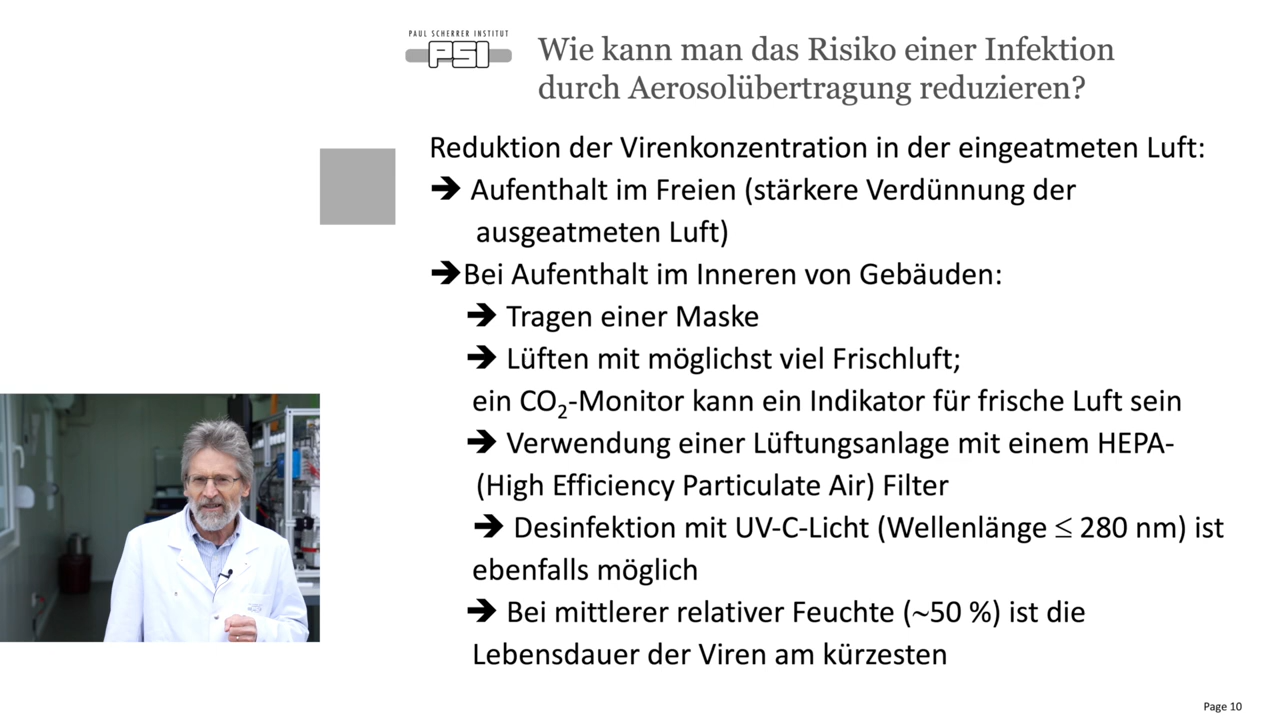 PAUL SCHERRER INSTITUT
PSI
Wie kann man das Risiko einer Infektion
durch Aerosolübertragung reduzieren?
Reduktion der Virenkonzentration in der eingeatmeten Luft:
➔ Aufenthalt im Freien (stärkere Verdünnung der
ausgeatmeten Luft)
➔Bei Aufenthalt im Inneren von Gebäuden:
➔ Tragen einer Maske
➔ Lüften mit möglichst viel Frischluft;
ein CO₂-Monitor kann ein Indikator für frische Luft sein
➔ Verwendung einer Lüftungsanlage mit einem HEPA-
(High Efficiency Particulate Air) Filter
➔ Desinfektion mit UV-C-Licht (Wellenlänge ≤ 280 nm) ist
ebenfalls möglich
➔ Bei mittlerer relativer Feuchte (~50 %) ist die
Lebensdauer der Viren am kürzesten
Page 10